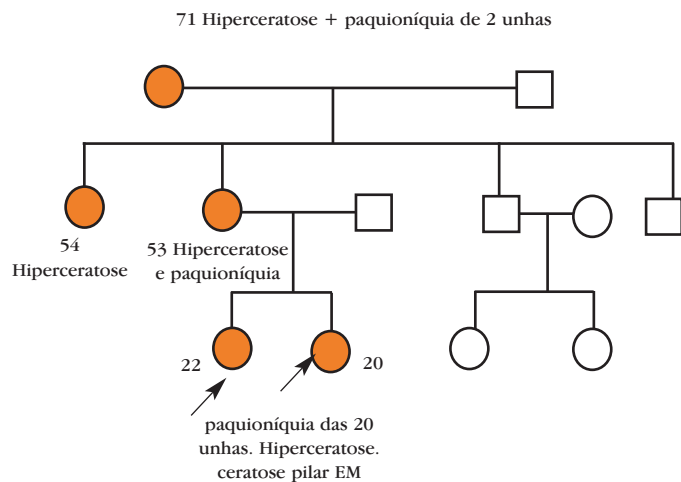 71 Hiperceratose + paquioníquia de 2 unhas
54
Hiperceratose
53 Hiperceratose
e paquioníquia
22
20
paquioníquia das 20
unhas. Hiperceratose.
ceratose pilar EM